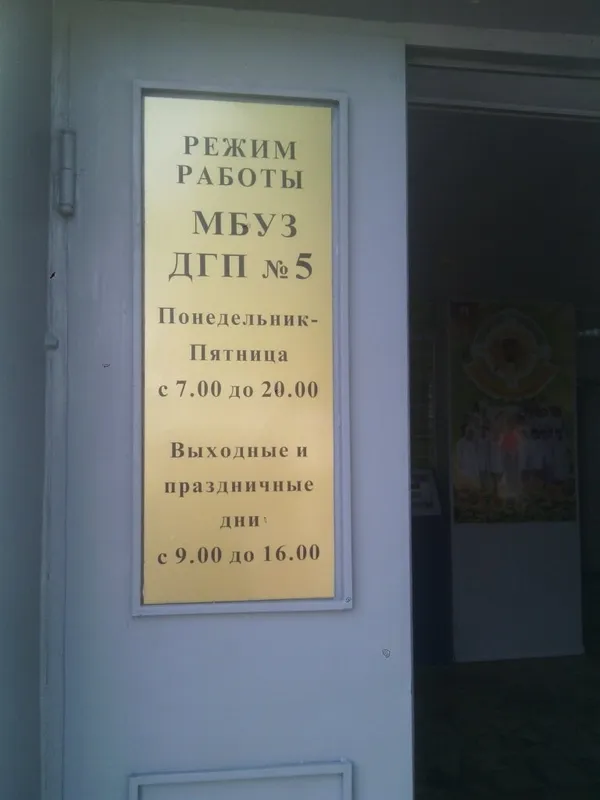 РЕЖИМ
РАБОТЫ
МБУЗ
ДГП №5
Понедельник-
Пятница
с 7.00 до 20.00
Выходные и
праздничные
дни
с 9.00 до 16.00